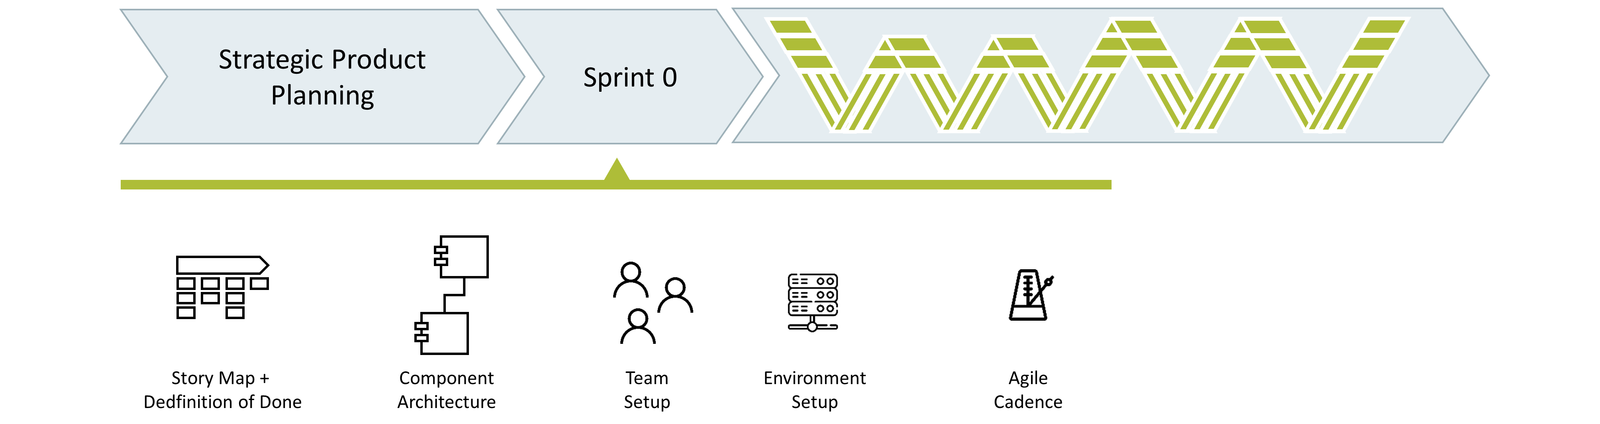 Strategic Product
Planning
Sprint 0
Story Map +
Dedfinition of Done
Component
Architecture
Team
Setup
Environment
Setup
Agile
Cadence